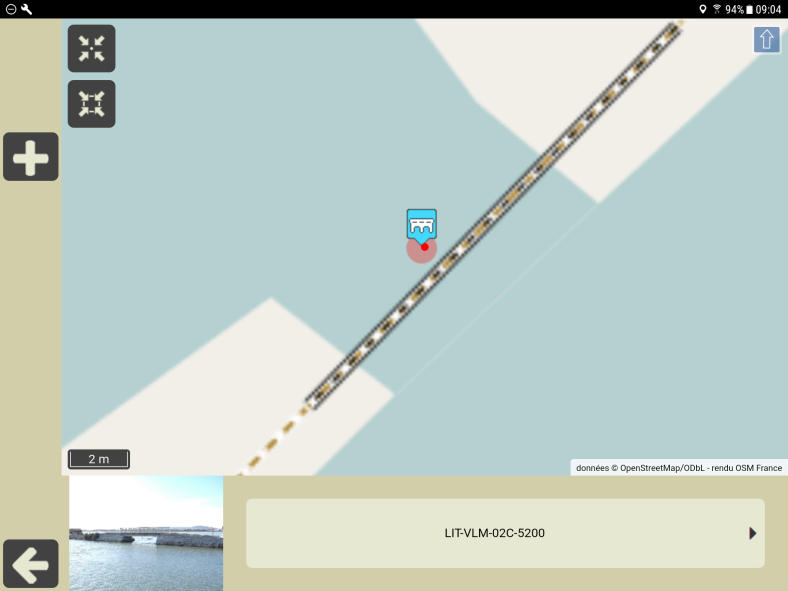 94% 09:04
2 m
données © OpenStreetMap/ODbL - rendu OSM France
LIT-VLM-02C-5200